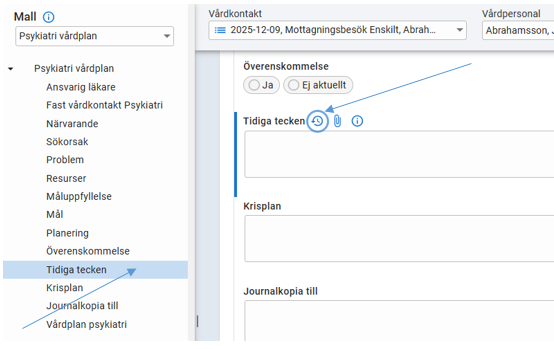 Mall
Psykiatri vårdplan
Psykiatri vårdplan
Ansvarig läkare
Fast vårdkontakt Psykiatri
Närvarande
Sökorsak
Problem
Resurser
Måluppfyllelse
Mål
Planering
Överenskommelse
Tidiga tecken
Krisplan
Journalkopia till
Vårdplan psykiatri
Vårdkontakt
2025-12-09, Mottagningsbesök Enskilt, Abrah...
Vårdpersonal
Abrahamsson, J
Överenskommelse
Ja
Ej aktuellt
Tidiga tecken
Krisplan
Journalkopia till